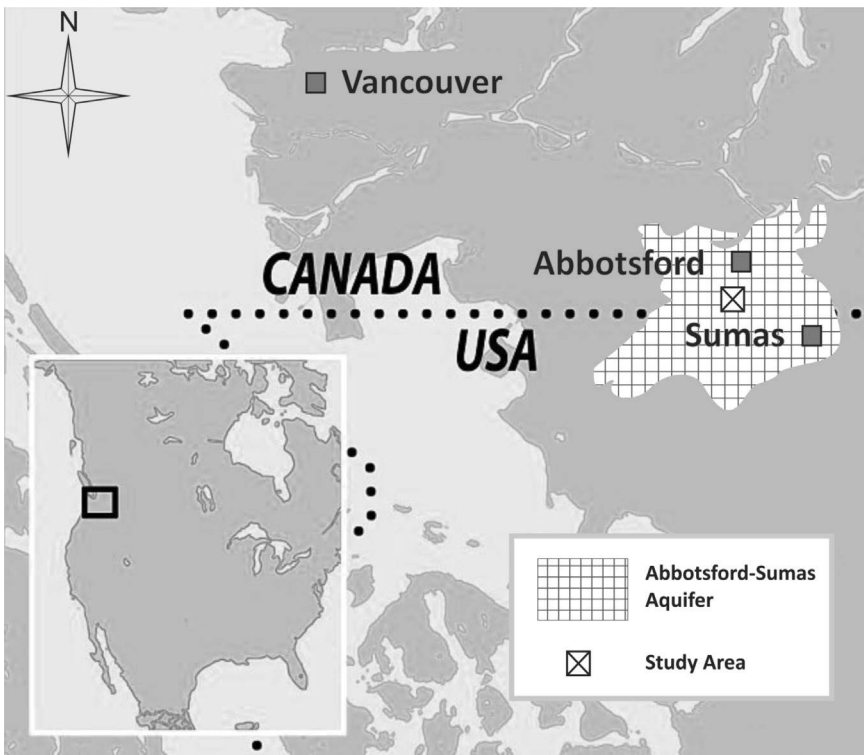 N
Vancouver
CANADA
Abbotsford
USA
Sumas
Abbotsford-Sumas
Aquifer
Study Area